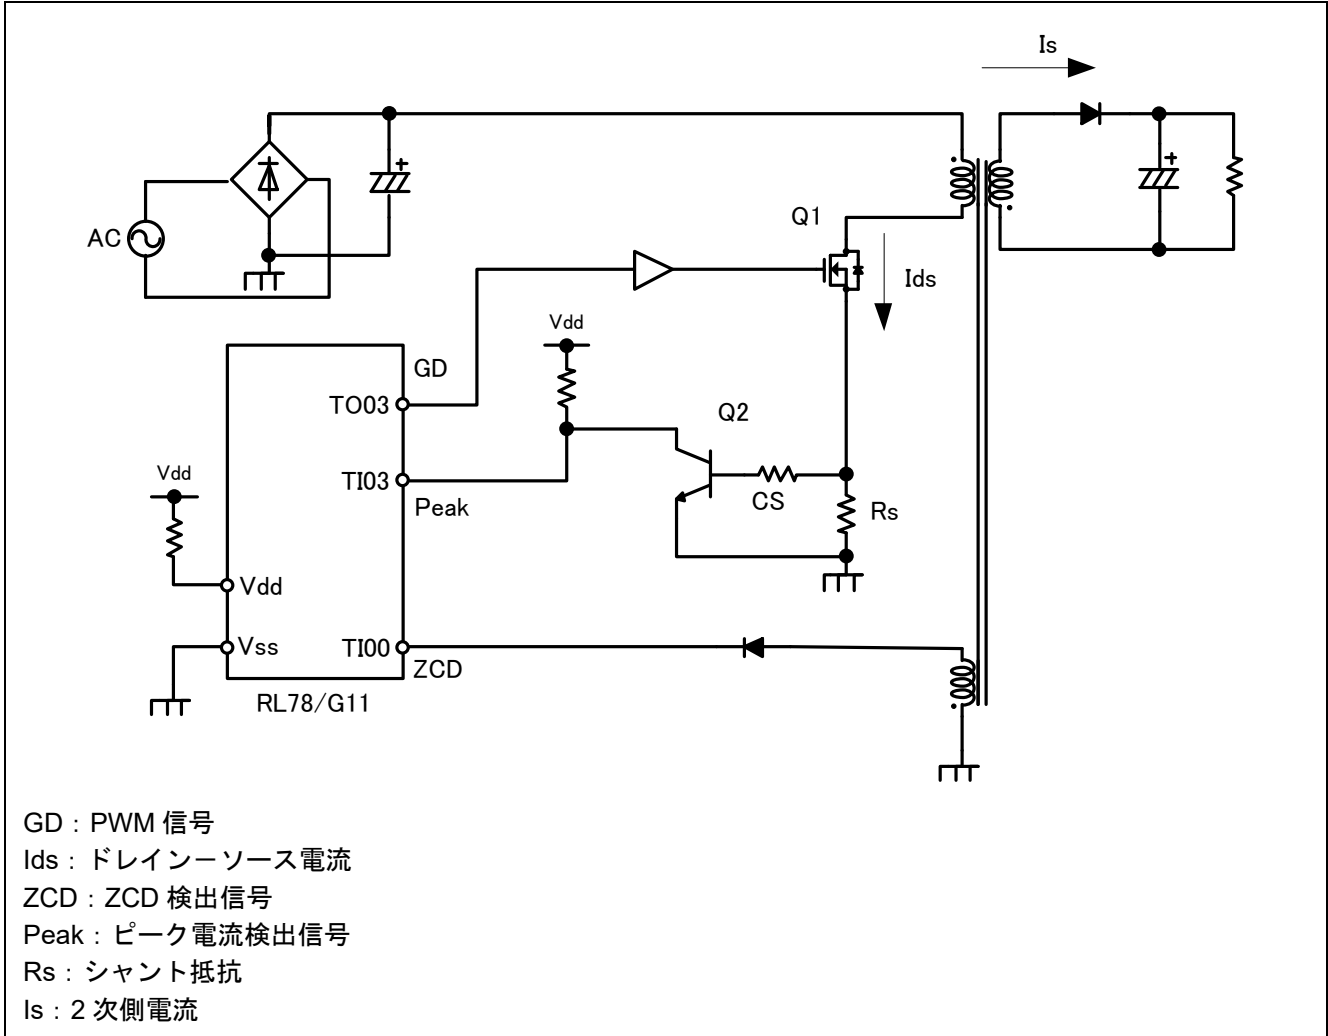 Is
Q1
AC
Ids
Vdd
GD
TO03
Q2
Vdd
TI03
Peak
CS
Rs
Vdd
Vss
TI00
ZCD
RL78/G11
GD：PWM 信号
Ids：ドレイン－ソース電流
ZCD：ZCD 検出信号
Peak：ピーク電流検出信号
Rs：シャント抵抗
Is：2 次側電流